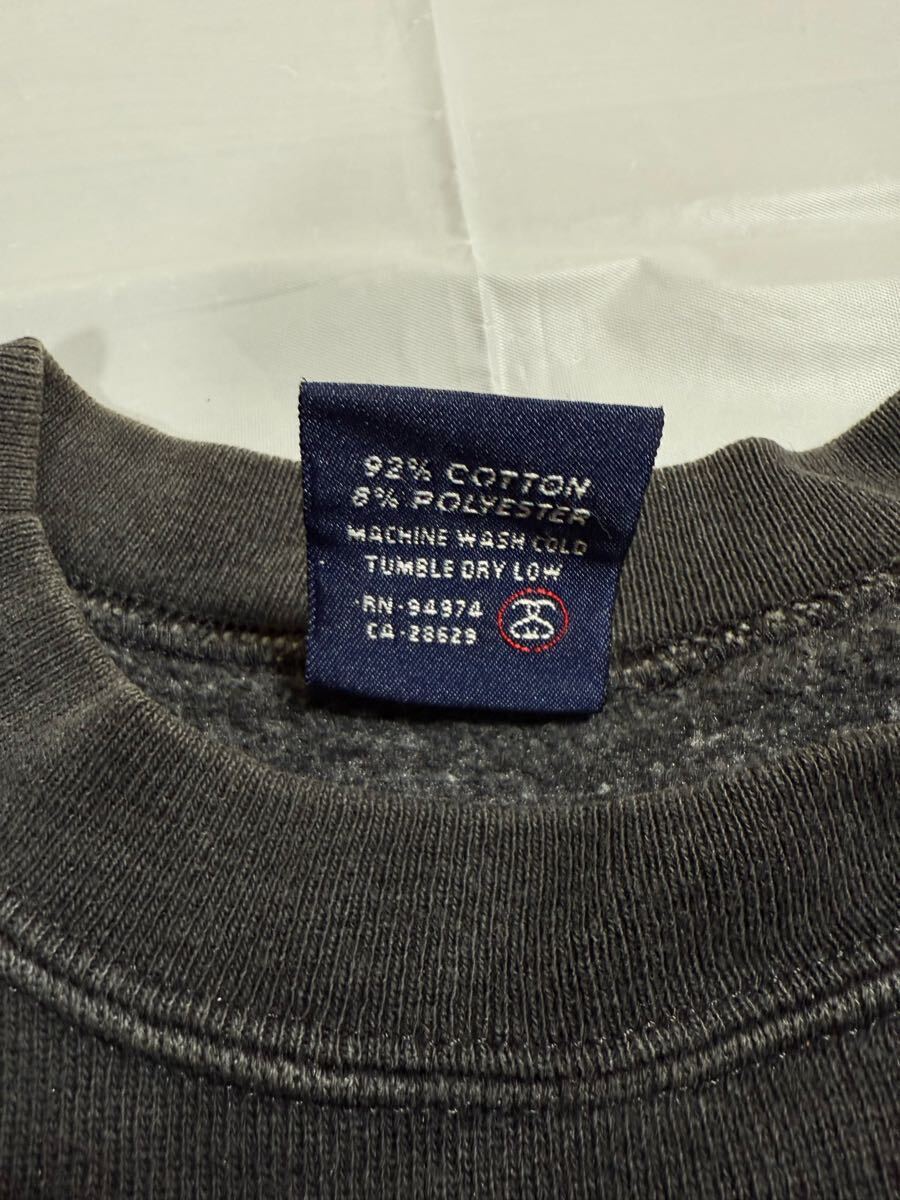 92% COTTON
8% POLYESTER
MACHINE WASH COLD
TUMBLE DRY LOW
RN-94974
CA-28629